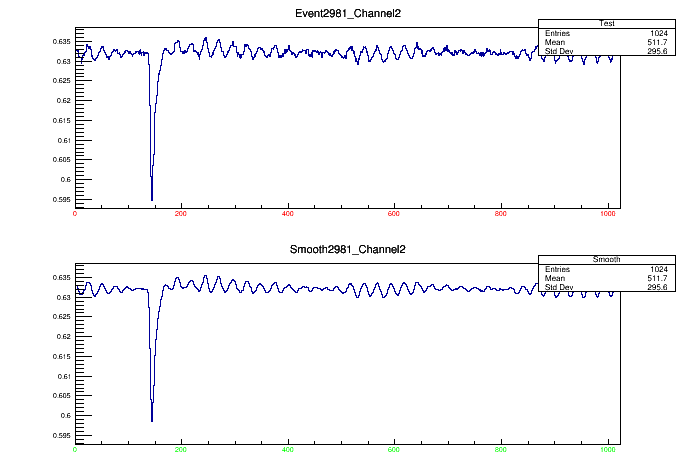 Event2981_Channel2
Test
Entries 1024
Mean 511.7
Std Dev 295.6
0.635
0.63
0.625
0.62
0.615
0.61
0.605
0.6
0.595
0 200 400 600 800 1000
Smooth2981_Channel2
Smooth
Entries 1024
Mean 511.7
Std Dev 295.6
0.635
0.63
0.625
0.62
0.615
0.61
0.605
0.6
0.595
0 200 400 600 800 1000